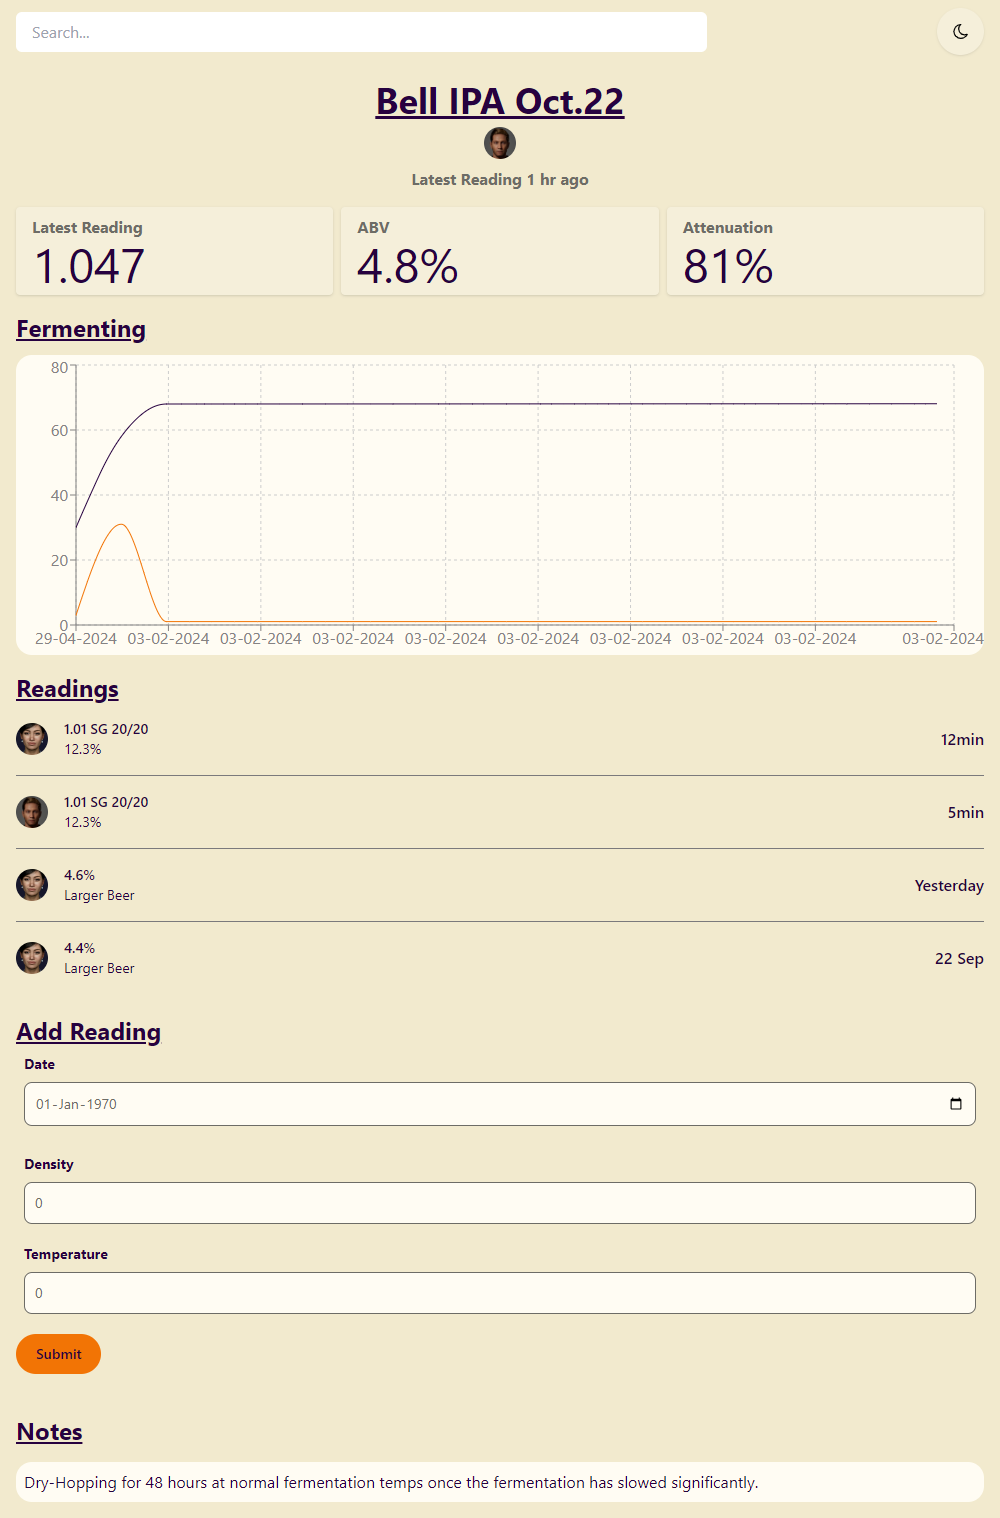 Search...
Bell IPA Oct.22
Latest Reading 1 hr ago
Latest Reading
1.047
ABV
4.8%
Attenuation
81%
Fermenting
80
60
40
20
0
29-04-2024 03-02-2024 03-02-2024 03-02-2024 03-02-2024 03-02-2024 03-02-2024 03-02-2024 03-02-2024 03-02-2024
Readings
1.01 SG 20/20
12.3%
12min
1.01 SG 20/20
12.3%
5min
4.6%
Larger Beer
Yesterday
4.4%
Larger Beer
22 Sep
Add Reading
Date
01-Jan-1970
Density
0
Temperature
0
Submit
Notes
Dry-Hopping for 48 hours at normal fermentation temps once the fermentation has slowed significantly.